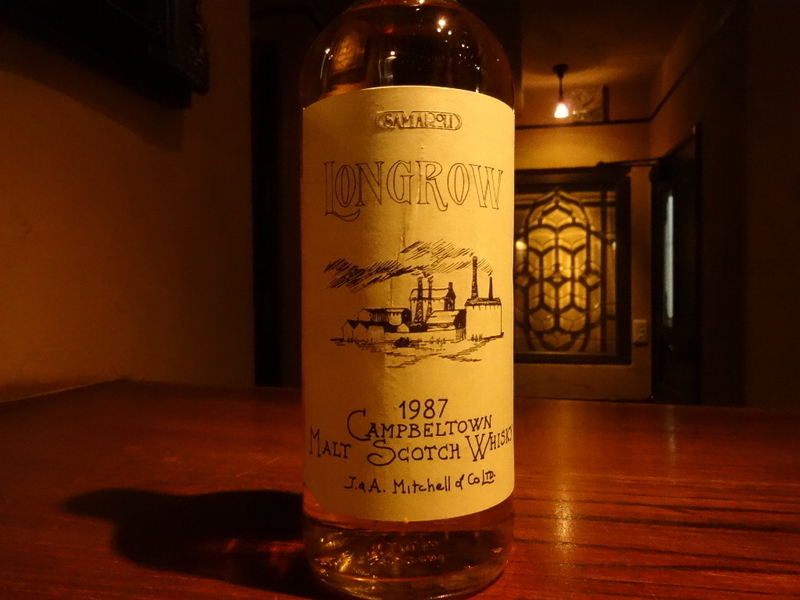 SAMAROLI
LONGROW
1987
CAMPBELTOWN
MALT SCOTCH WHISKY
J. & A. Mitchell & Co LTD.